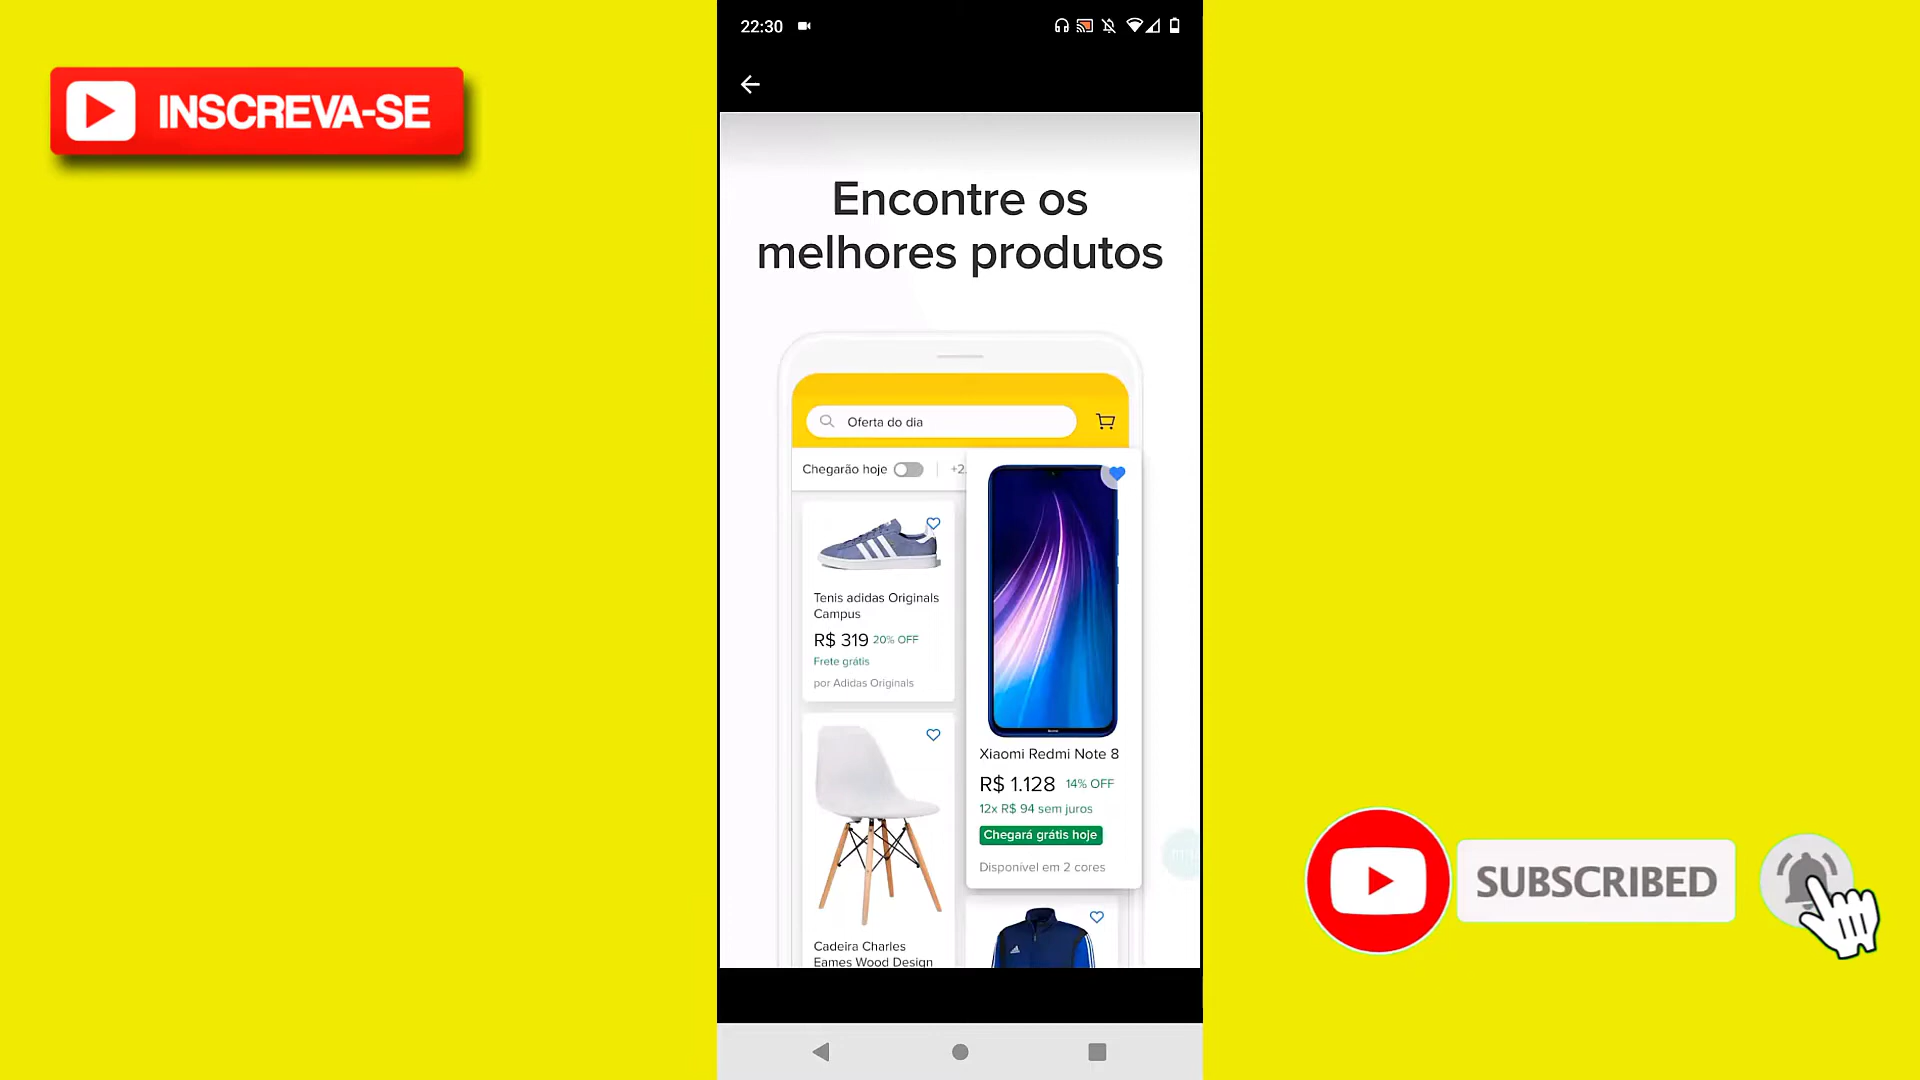 22:30
INSCREVA-SE
Encontre os
melhores produtos
Oferta do dia
Chegarão hoje
+2
Tenis adidas Originals
Campus
R$ 319 20% OFF
Frete grátis
por Adidas Originals
Xiaomi Redmi Note 8
R$ 1.128 14% OFF
12x R$ 94 sem juros
Chegará grátis hoje
Disponível em 2 cores
Cadeira Charles
Eames Wood Design
SUBSCRIBED